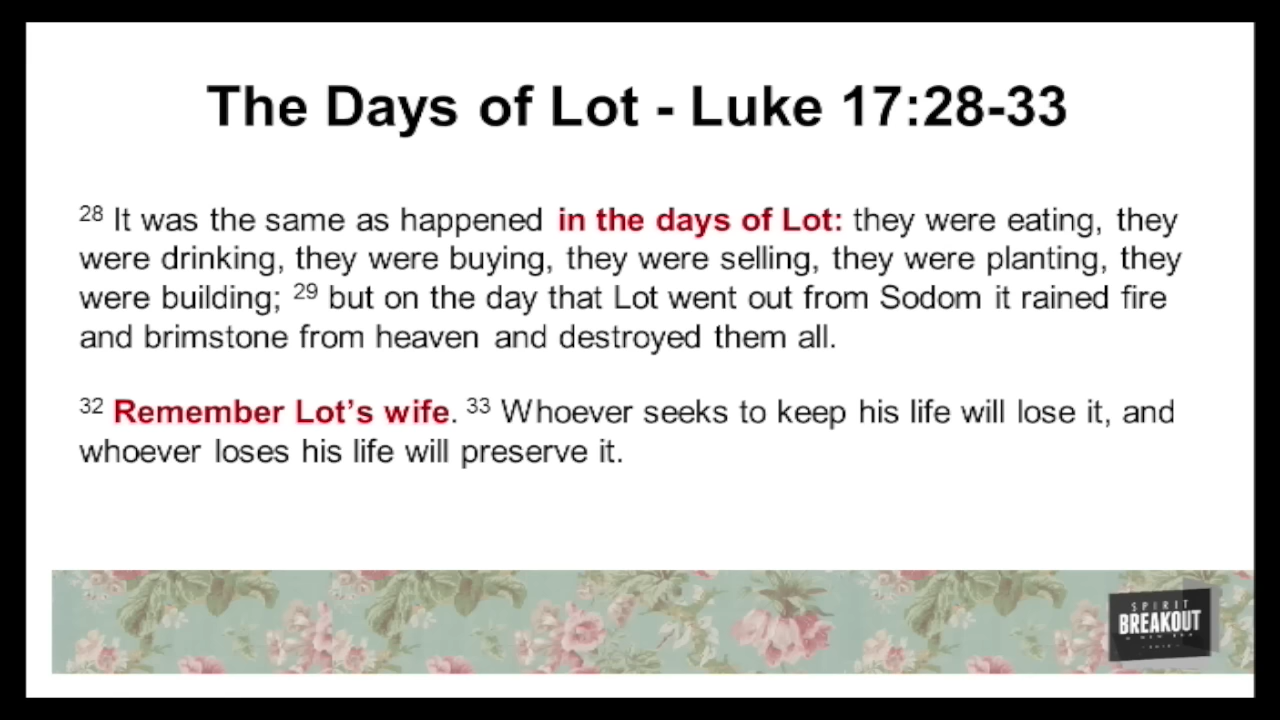 The Days of Lot - Luke 17:28-33
28 It was the same as happened in the days of Lot: they were eating, they
were drinking, they were buying, they were selling, they were planting, they
were building; 29 but on the day that Lot went out from Sodom it rained fire
and brimstone from heaven and destroyed them all.
32 Remember Lot’s wife. 33 Whoever seeks to keep his life will lose it, and
whoever loses his life will preserve it.
SPIRIT
BREAKOUT